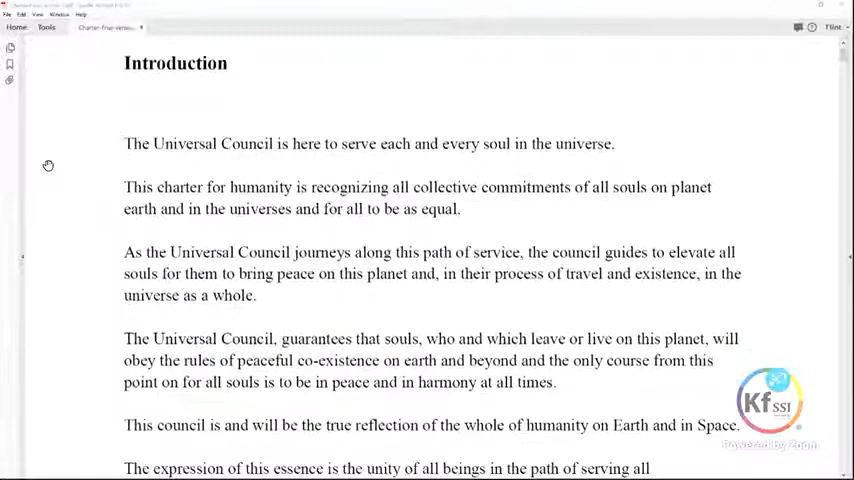 File Edit View Window Help
Home Tools Charter-final-version... Flint
Introduction
The Universal Council is here to serve each and every soul in the universe.
This charter for humanity is recognizing all collective commitments of all souls on planet
earth and in the universes and for all to be as equal.
As the Universal Council journeys along this path of service, the council guides to elevate all
souls for them to bring peace on this planet and, in their process of travel and existence, in the
universe as a whole.
The Universal Council, guarantees that souls, who and which leave or live on this planet, will
obey the rules of peaceful co-existence on earth and beyond and the only course from this
point on for all souls is to be in peace and in harmony at all times.
This council is and will be the true reflection of the whole of humanity on Earth and in Space.
The expression of this essence is the unity of all beings in the path of serving all
Kf SSI
Powered by Zoom